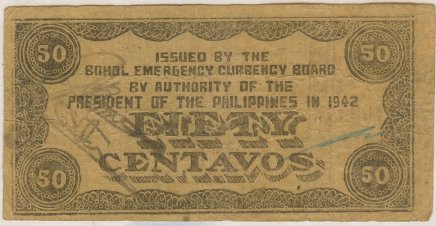 50 50
ISSUED BY THE
BOHOL EMERGENCY CURRENCY BOARD
BY AUTHORITY OF THE
PRESIDENT OF THE PHILIPPINES IN 1942
FIFTY
CENTAVOS
50 50